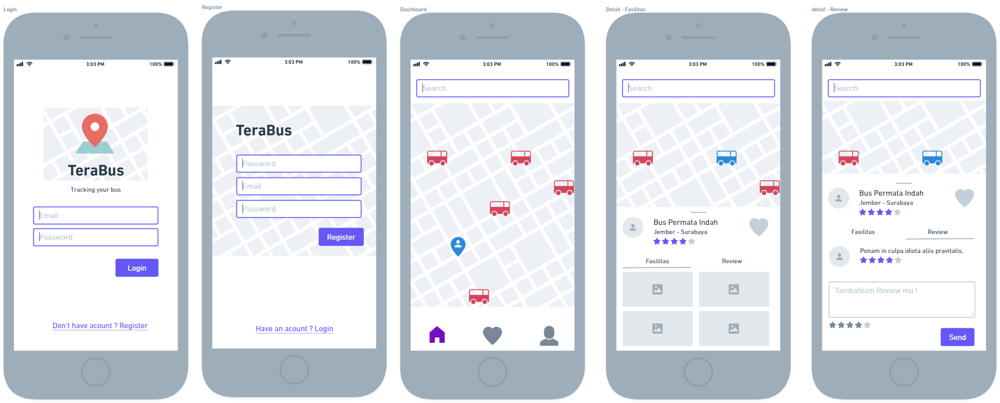 Login
3:03 PM
100%
TeraBus
Tracking your bus
Email
Password
Login
Don't have acount ? Register
Register
3:03 PM
100%
TeraBus
Password
Email
Password
Register
Have an acount ? Login
Dashboard
3:03 PM
100%
Search
Detail - Fasilitas
3:03 PM
100%
Search
Bus Permata Indah
Jember - Surabaya
Fasilitas
Review
detail - Review
3:03 PM
100%
Search
Bus Permata Indah
Jember - Surabaya
Fasilitas
Review
Ponam in culpa idiota aliis pravitatis.
Tambahlam Review mu !
Send